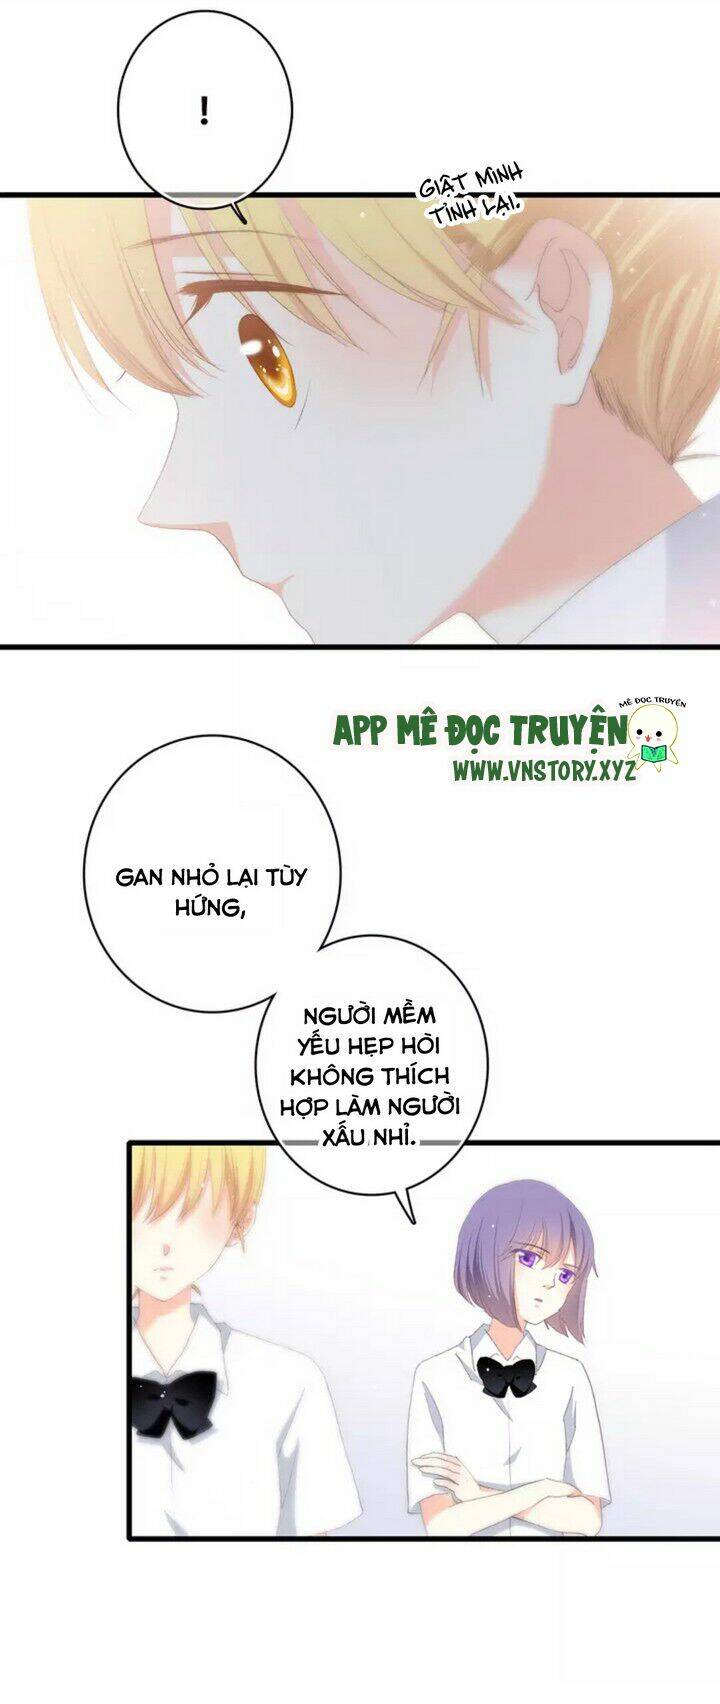 !
GIẬT MÌNH
TỈNH LẠI.
MÊ ĐỌC TRUYỆN
APP MÊ ĐỌC TRUYỆN
WWW.VNSTORY.XYZ
GAN NHỎ LẠI TÙY
HỨNG,
NGƯỜI MỀM
YẾU HẸP HÒI
KHÔNG THÍCH
HỢP LÀM NGƯỜI
XẤU NHỈ.